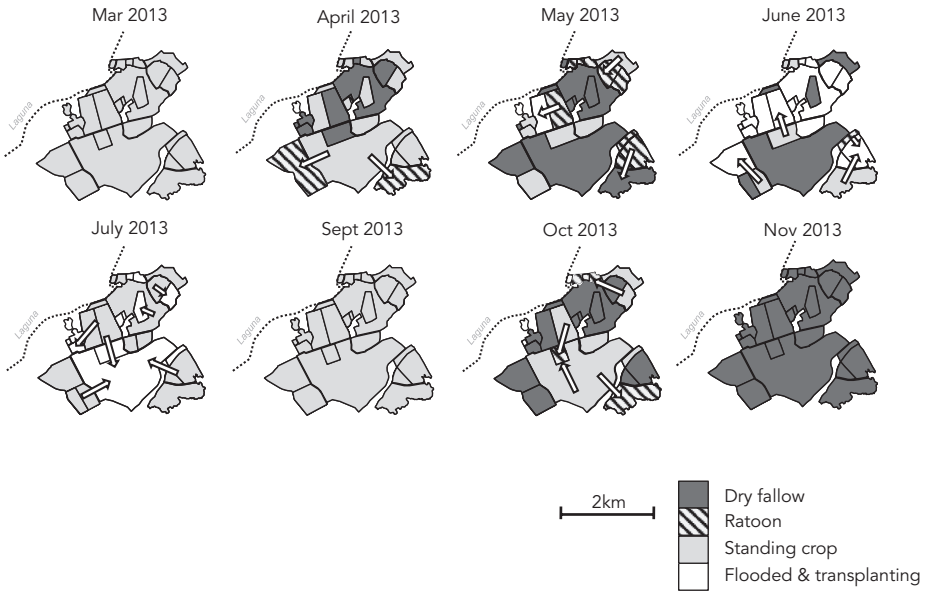 Mar 2013
April 2013
May 2013
June 2013
Laguna
Laguna
Laguna
Laguna
July 2013
Sept 2013
Oct 2013
Nov 2013
Laguna
Laguna
Laguna
Laguna
2km
Dry fallow
Ratoon
Standing crop
Flooded & transplanting